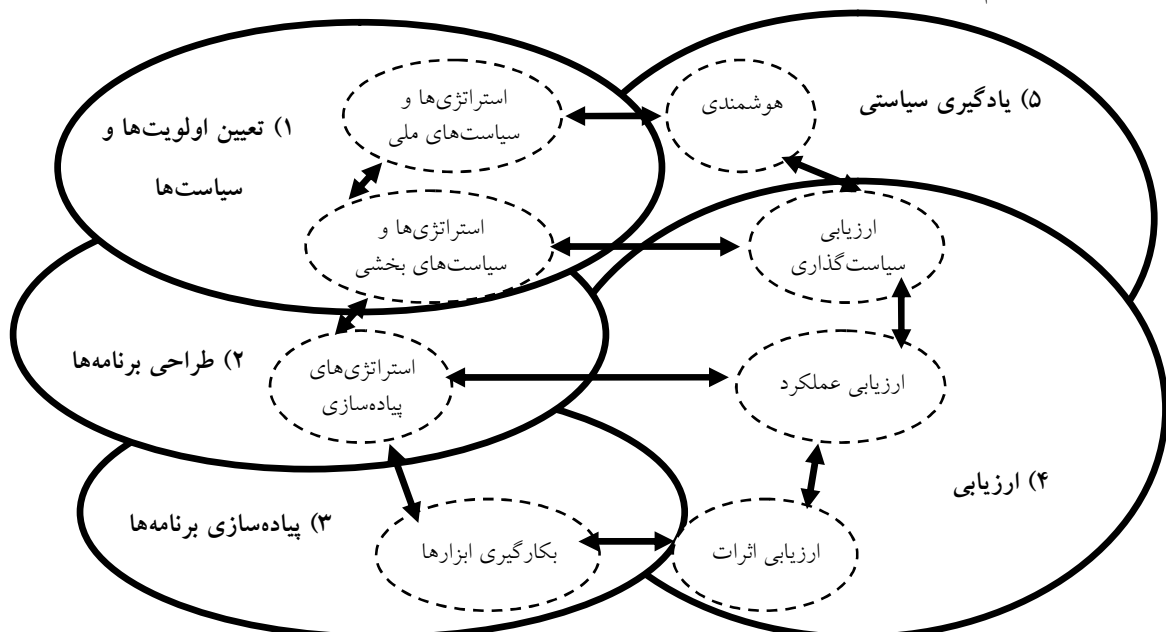 ۱) تعیین اولویت‌ها و
سیاست‌ها
استراتژی‌ها و
سیاست‌های ملی
هوشمندی
۵) یادگیری سیاستی
استراتژی‌ها و
سیاست‌های بخشی
ارزیابی
سیاست‌گذاری
۲) طراحی برنامه‌ها
استراتژی‌های
پیاده‌سازی
ارزیابی عملکرد
۴) ارزیابی
۳) پیاده‌سازی برنامه‌ها
بکارگیری ابزارها
ارزیابی اثرات